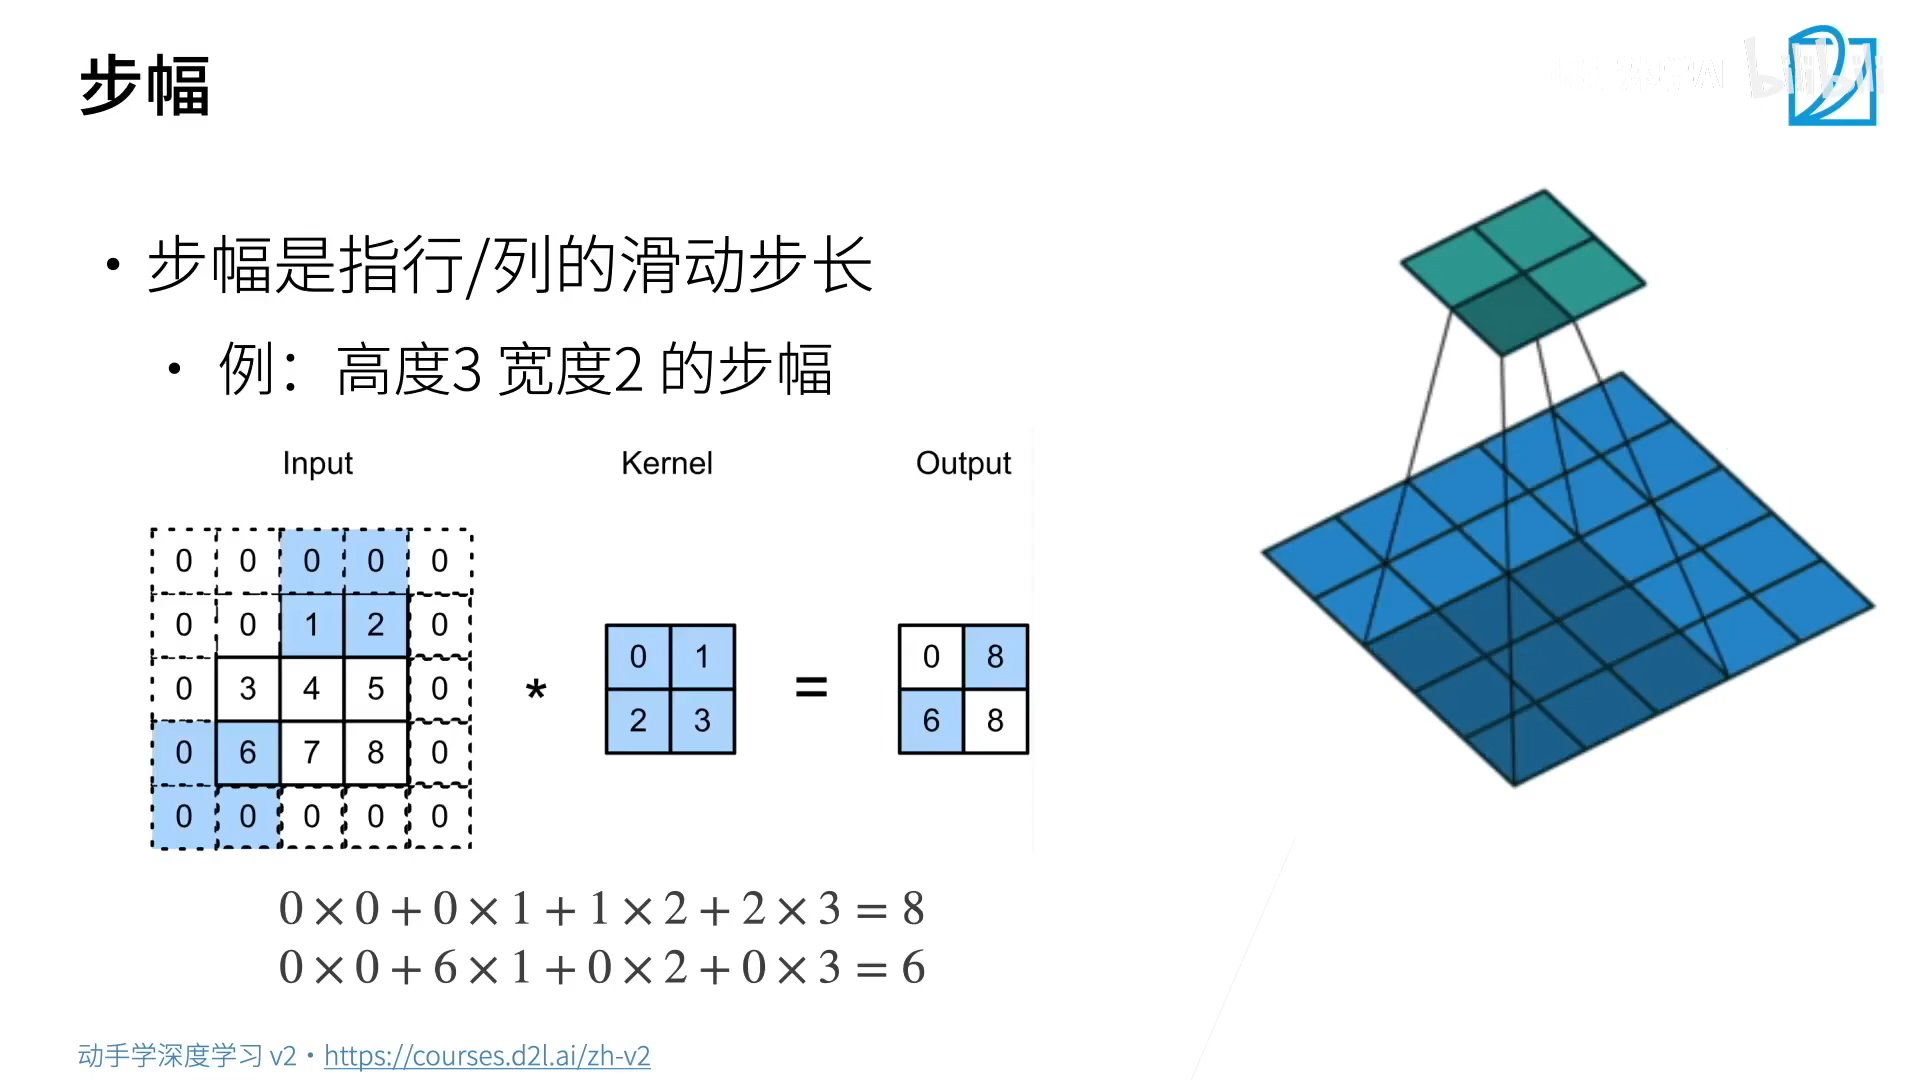 步幅
• 步幅是指行/列的滑动步长
• 例：高度3 宽度2 的步幅
Input Kernel Output
0 0 0 0 0
0 0 1 2 0
0 3 4 5 0
0 6 7 8 0
0 0 0 0 0
*
0 1
2 3
=
0 8
6 8
0 × 0 + 0 × 1 + 1 × 2 + 2 × 3 = 8
0 × 0 + 6 × 1 + 0 × 2 + 0 × 3 = 6
动手学深度学习 v2 • https://courses.d2l.ai/zh-v2
bilibili